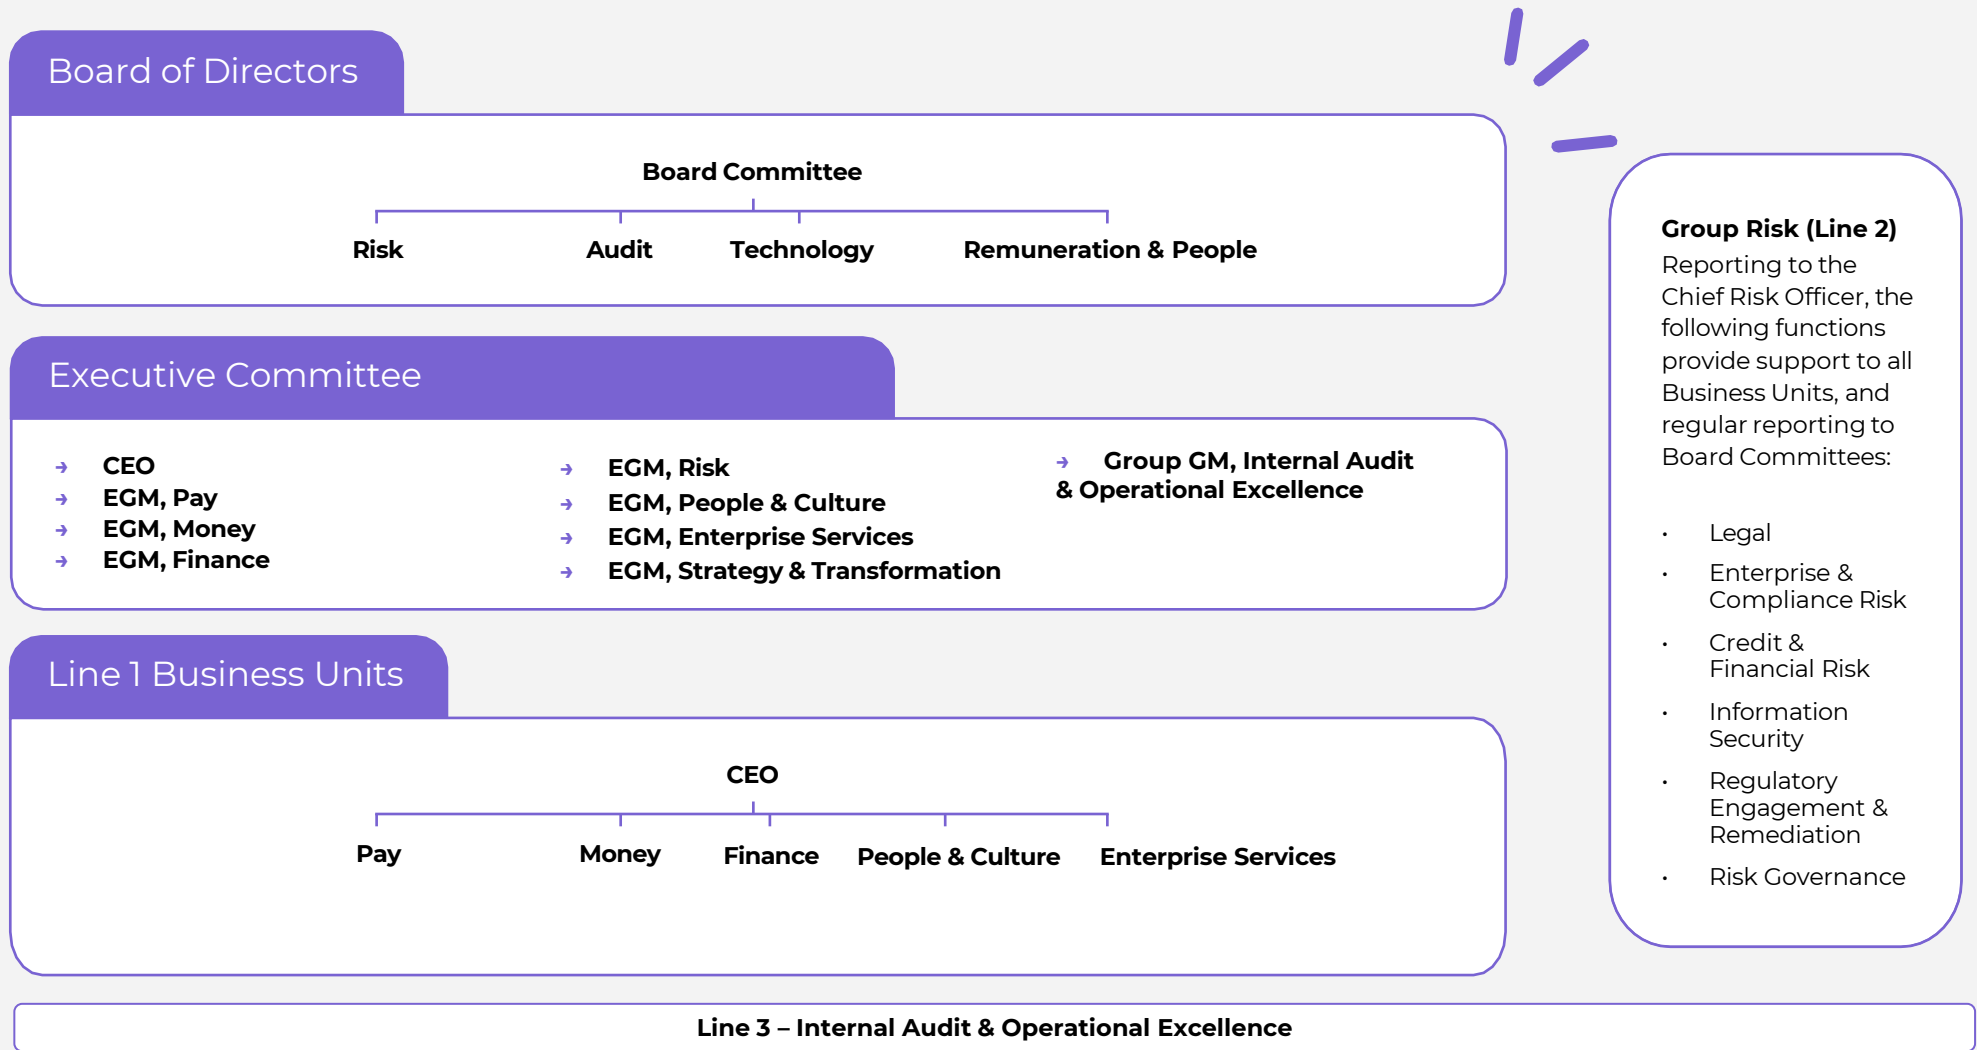 Board of Directors
Board Committee
Risk
Audit
Technology
Remuneration & People
Executive Committee
→ CEO
→ EGM, Pay
→ EGM, Money
→ EGM, Finance
→ EGM, Risk
→ EGM, People & Culture
→ EGM, Enterprise Services
→ EGM, Strategy & Transformation
→ Group GM, Internal Audit
& Operational Excellence
Line 1 Business Units
CEO
Pay
Money
Finance
People & Culture
Enterprise Services
Group Risk (Line 2)
Reporting to the
Chief Risk Officer, the
following functions
provide support to all
Business Units, and
regular reporting to
Board Committees:
• Legal
• Enterprise &
Compliance Risk
• Credit &
Financial Risk
• Information
Security
• Regulatory
Engagement &
Remediation
• Risk Governance
Line 3 – Internal Audit & Operational Excellence